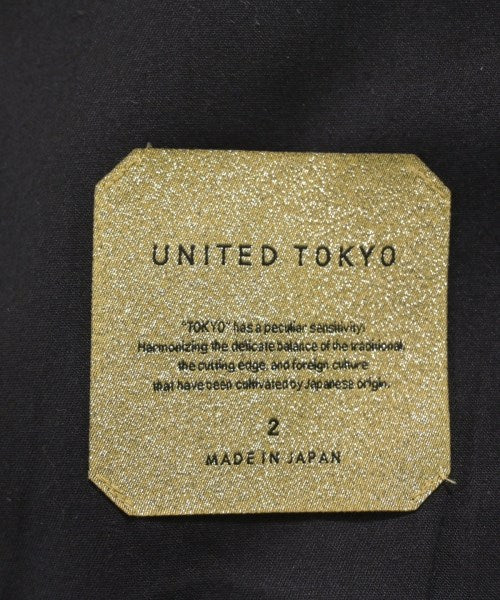 UNITED TOKYO
"TOKYO" has a peculiar sensitivity.
Harmonizing the delicate balance of the traditional,
the cutting edge, and foreign culture
that have been cultivated by Japanese origin.
2
MADE IN JAPAN